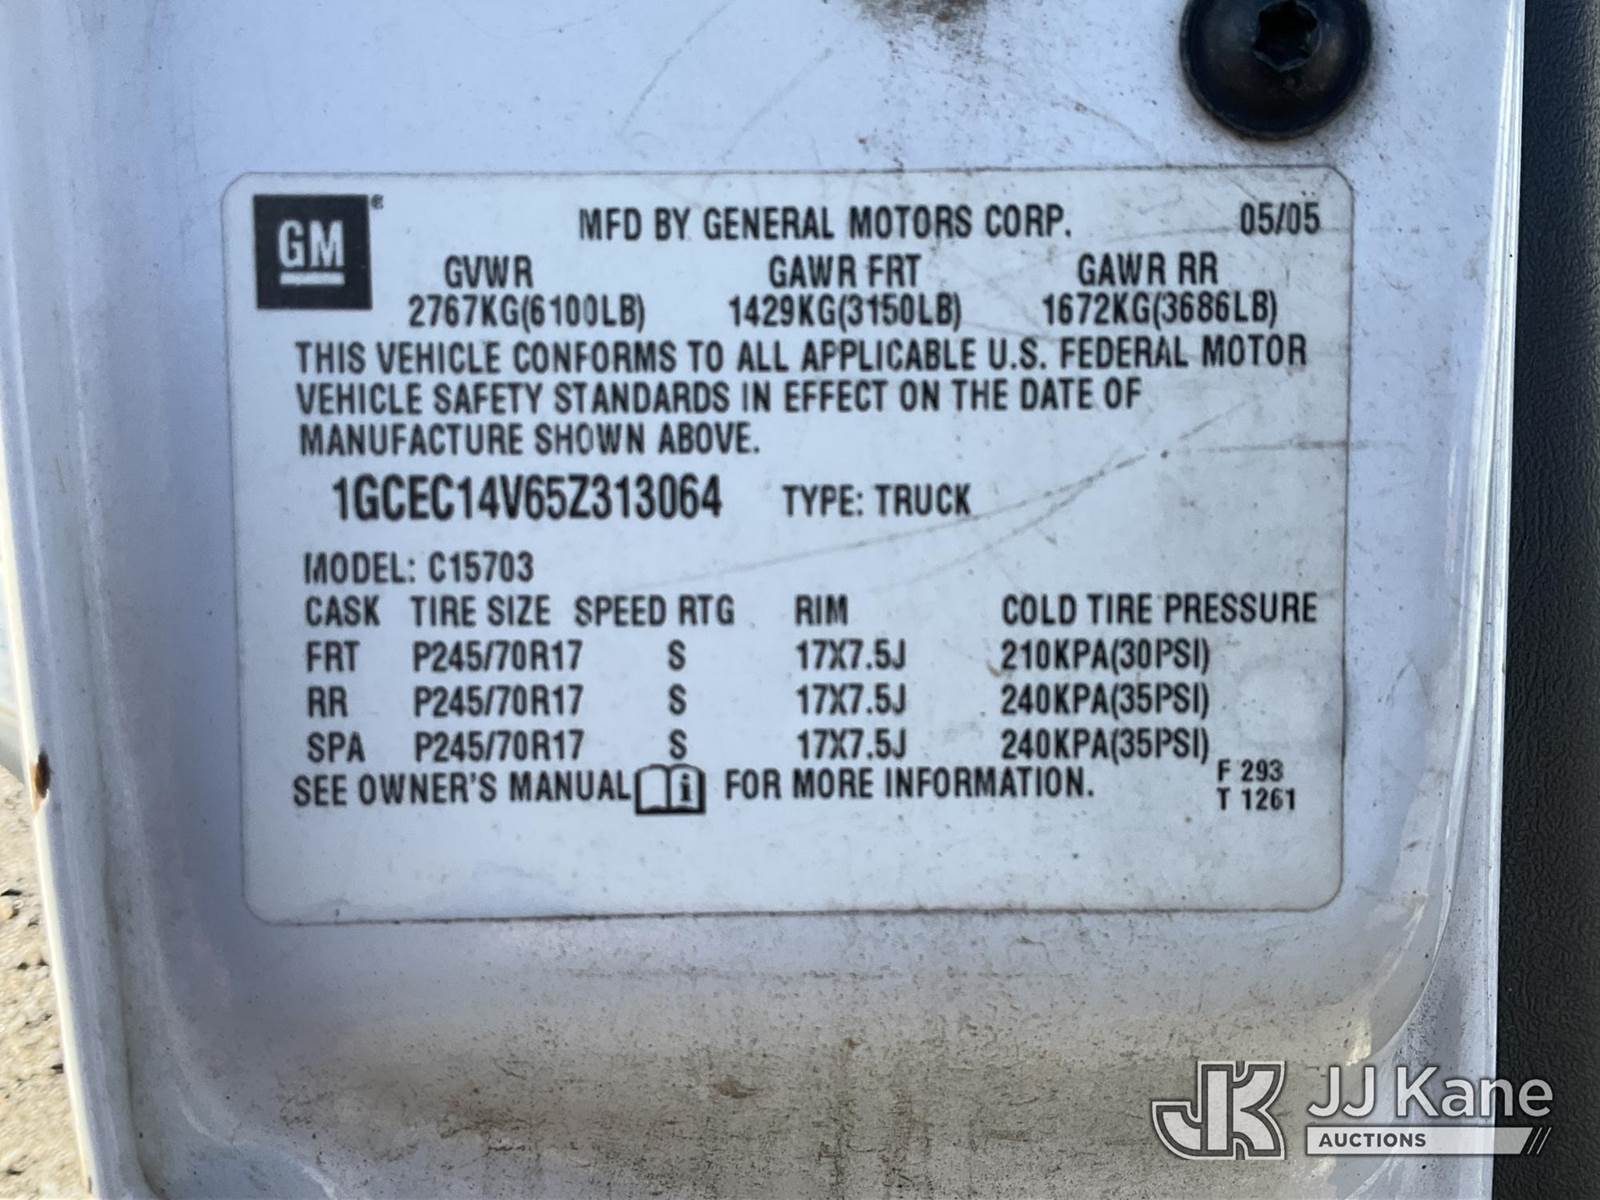 GM®
MFD BY GENERAL MOTORS CORP. 05/05
GVWR GAWR FRT GAWR RR
2767KG(6100LB) 1429KG(3150LB) 1672KG(3686LB)
THIS VEHICLE CONFORMS TO ALL APPLICABLE U.S. FEDERAL MOTOR
VEHICLE SAFETY STANDARDS IN EFFECT ON THE DATE OF
MANUFACTURE SHOWN ABOVE.
1GCEC14V65Z313064 TYPE: TRUCK
MODEL: C15703
CASK TIRE SIZE SPEED RTG RIM COLD TIRE PRESSURE
FRT P245/70R17 S 17X7.5J 210KPA(30PSI)
RR P245/70R17 S 17X7.5J 240KPA(35PSI)
SPA P245/70R17 S 17X7.5J 240KPA(35PSI)
SEE OWNER'S MANUAL i FOR MORE INFORMATION.
F 293
T 1261
JK JJ Kane
AUCTIONS